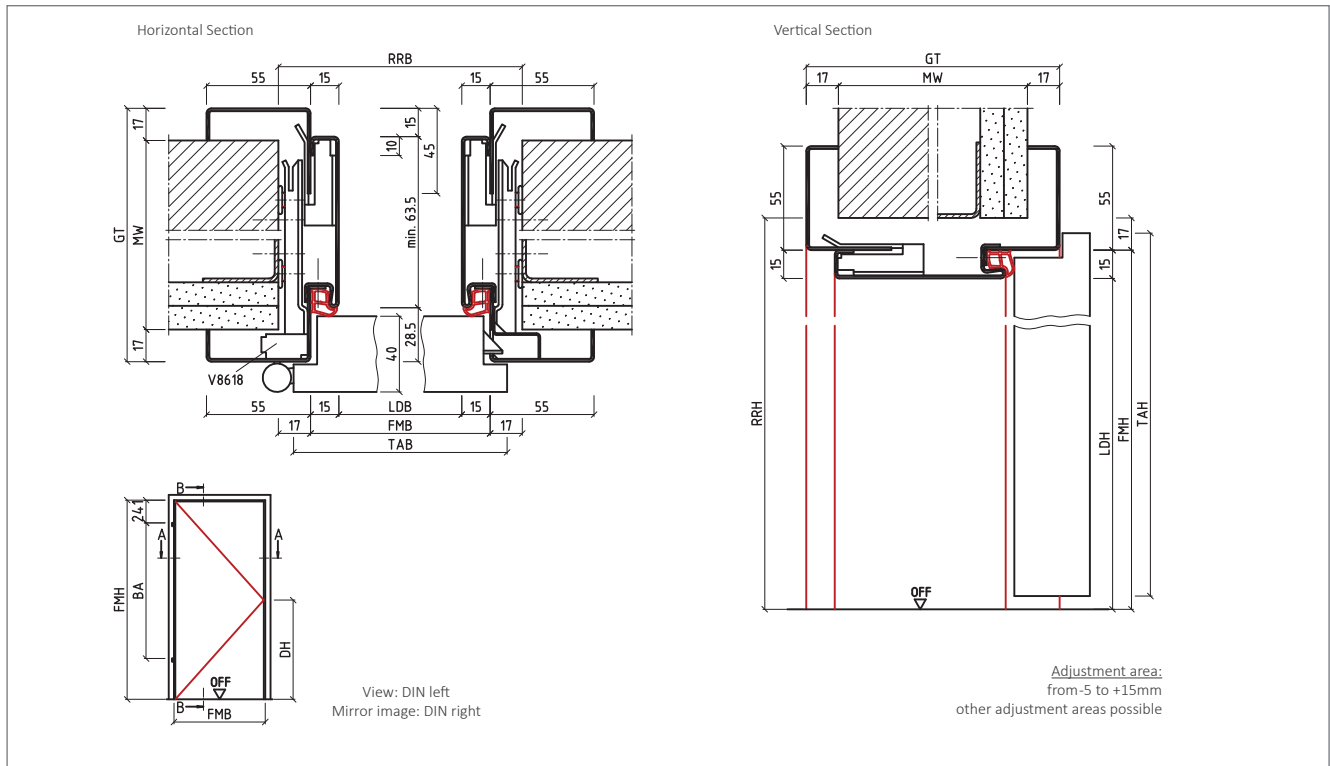 Horizontal Section
Vertical Section
RRB
55
15
15
55
17
15
10
45
GT
MW
min. 63.5
28.5
40
17
V8618
55
15
LDB
15
55
17
FMB
17
TAB
GT
17
MW
17
55
15
55
17
15
RRH
LDH
FMH
TAH
OFF
B
241
A
A
BA
FMH
DH
OFF
B
FMB
View: DIN left
Mirror image: DIN right
Adjustment area:
from-5 to +15mm
other adjustment areas possible